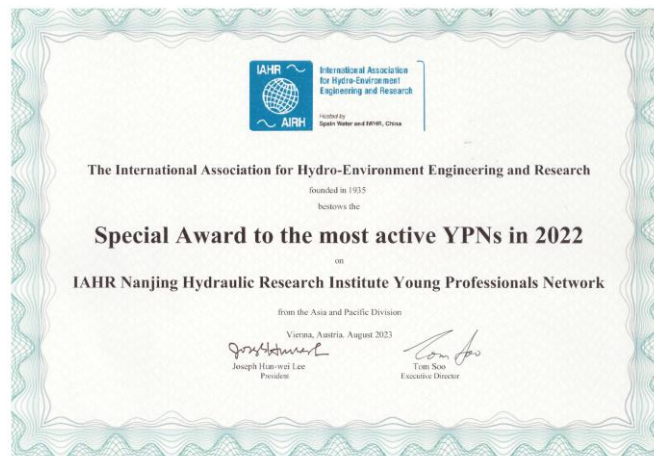 IAHR
AIRH
International Association
for Hydro-Environment
Engineering and Research
Hosted by
Spain Water and IWHR, China
The International Association for Hydro-Environment Engineering and Research
founded in 1935
bestows the
Special Award to the most active YPNs in 2022
on
IAHR Nanjing Hydraulic Research Institute Young Professionals Network
from the Asia and Pacific Division
Vienna, Austria. August 2023
Joseph Hun-wei Lee
President
Tom Soo
Executive Director